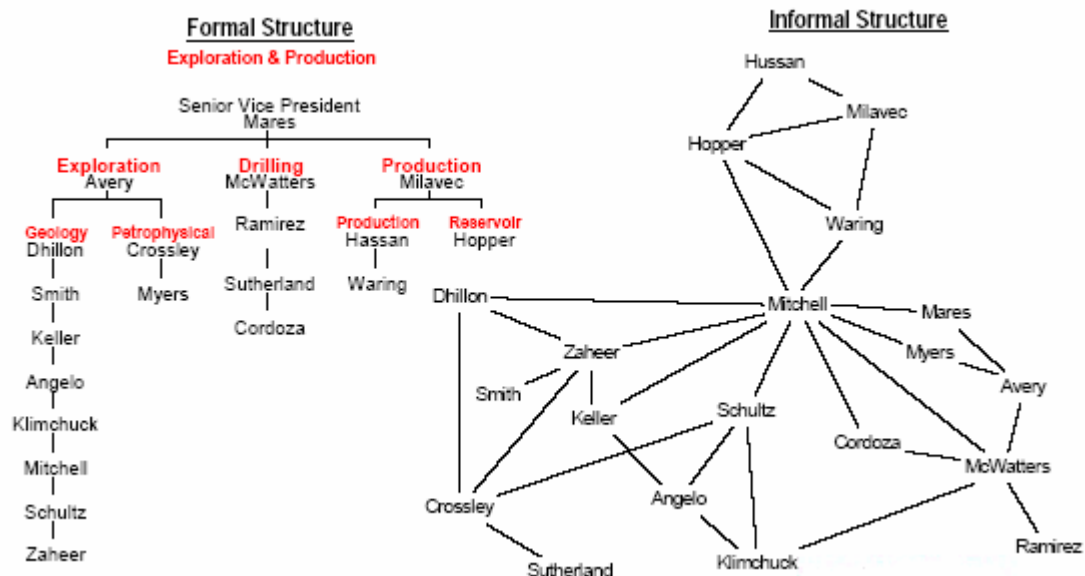 Formal Structure
Exploration & Production
Senior Vice President
Mares
Exploration
Avery
Drilling
McWatters
Production
Milavec
Geology
Dhillon
Petrophysical
Crossley
Ramirez
Production
Hassan
Reservoir
Hopper
Smith
Myers
Sutherland
Waring
Keller
Cordoza
Angelo
Klimchuck
Mitchell
Schultz
Zaheer
Informal Structure
Hussan
Milavec
Hopper
Waring
Dhillon
Mitchell
Mares
Zaheer
Myers
Smith
Avery
Keller
Schultz
Cordoza
McWatters
Crossley
Angelo
Ramirez
Sutherland
Klimchuck